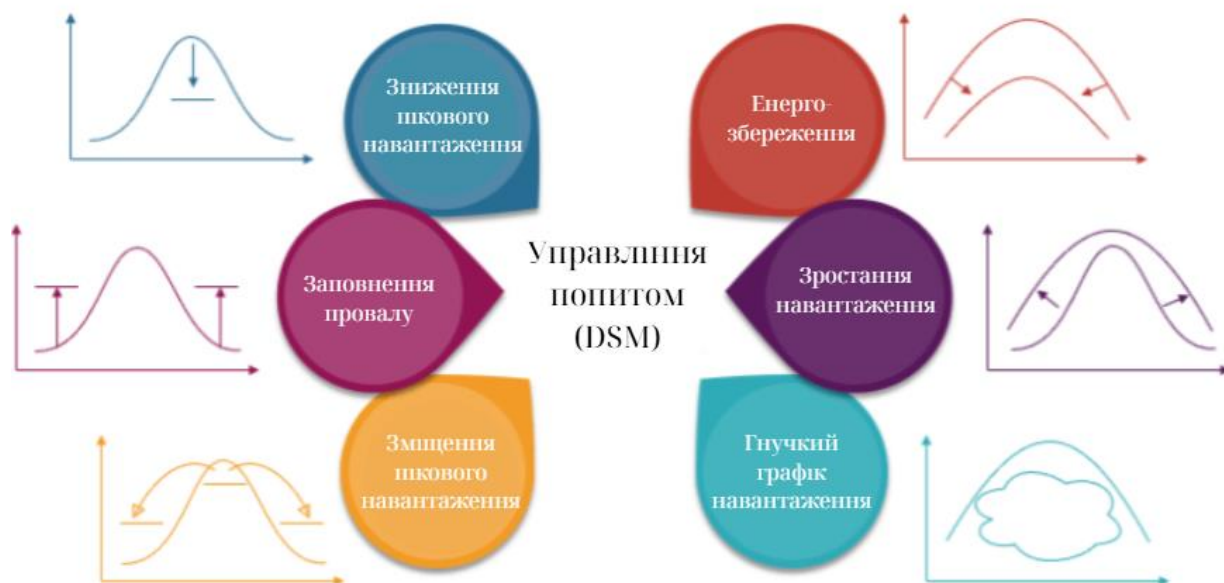 Зниження
пікового
навантаження
Енерго-
збереження
Заповнення
провалу
Управління
попитом
(DSM)
Зростання
навантаження
Зміщення
пікового
навантаження
Гнучкий
графік
навантаження